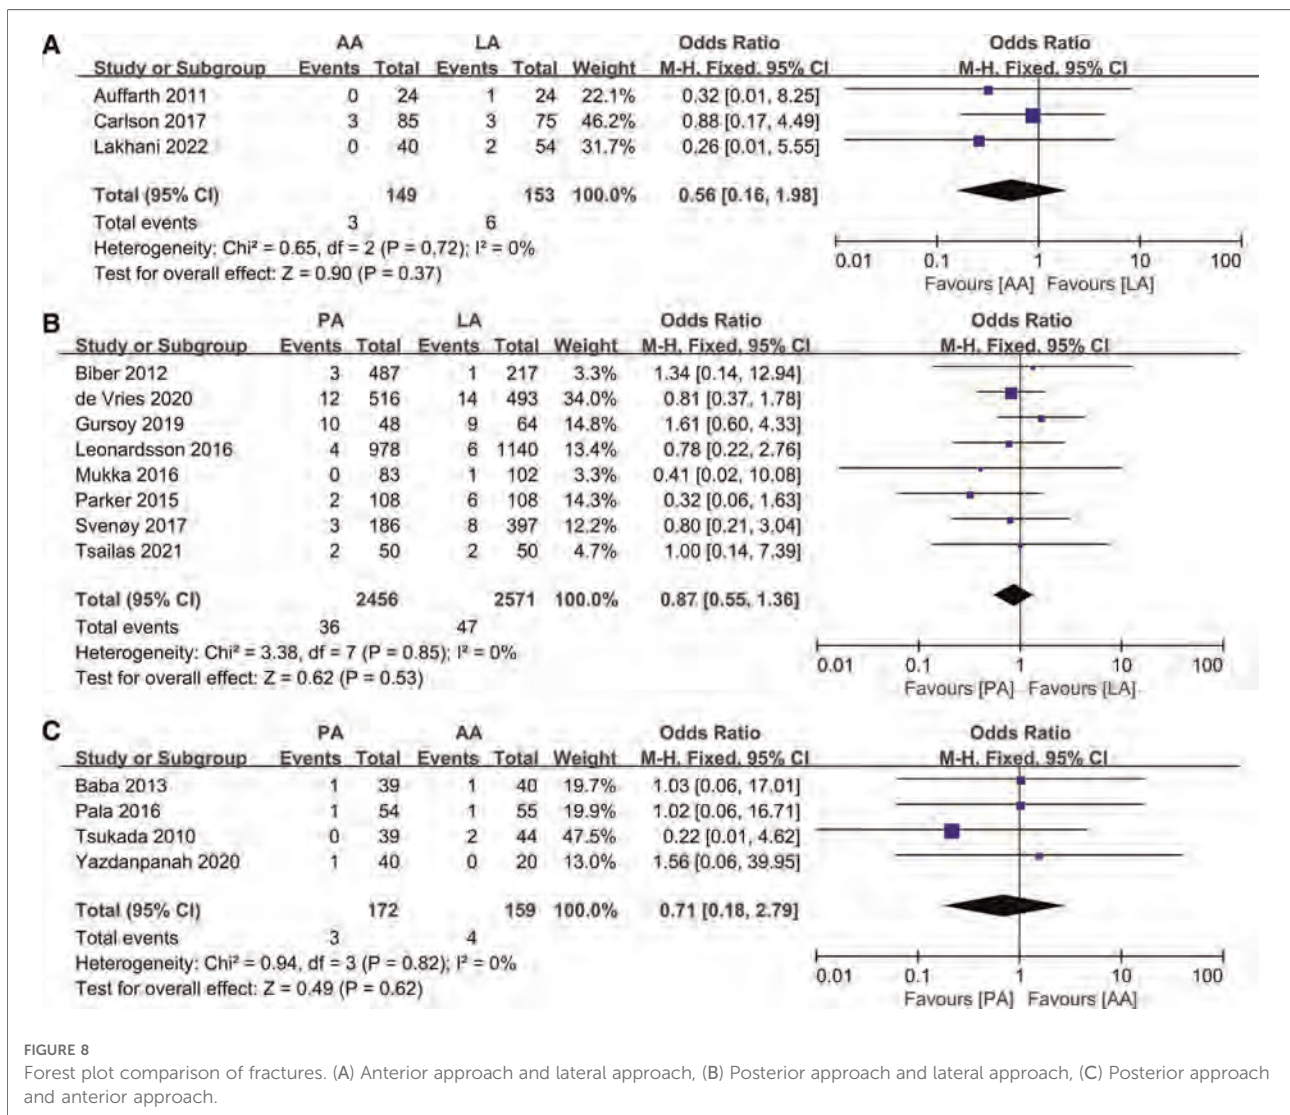 A
AA LA Odds Ratio Odds Ratio
Study or Subgroup Events Total Events Total Weight M-H, Fixed, 95% CI M-H, Fixed, 95% CI
Auffarth 2011 0 24 1 24 22.1% 0.32 [0.01, 8.25]
Carlson 2017 3 85 3 75 46.2% 0.88 [0.17, 4.49]
Lakhani 2022 0 40 2 54 31.7% 0.26 [0.01, 5.55]
Total (95% CI) 149 153 100.0% 0.56 [0.16, 1.98]
Total events 3 6
Heterogeneity: Chi² = 0.65, df = 2 (P = 0.72); I² = 0%
Test for overall effect: Z = 0.90 (P = 0.37)
0.01 0.1 1 10 100
Favours [AA] Favours [LA]
B
PA LA Odds Ratio Odds Ratio
Study or Subgroup Events Total Events Total Weight M-H, Fixed, 95% CI M-H, Fixed, 95% CI
Biber 2012 3 487 1 217 3.3% 1.34 [0.14, 12.94]
de Vries 2020 12 516 14 493 34.0% 0.81 [0.37, 1.78]
Gursoy 2019 10 48 9 64 14.8% 1.61 [0.60, 4.33]
Leonardsson 2016 4 978 6 1140 13.4% 0.78 [0.22, 2.76]
Mukka 2016 0 83 1 102 3.3% 0.41 [0.02, 10.08]
Parker 2015 2 108 6 108 14.3% 0.32 [0.06, 1.63]
Svenøy 2017 3 186 8 397 12.2% 0.80 [0.21, 3.04]
Tsailas 2021 2 50 2 50 4.7% 1.00 [0.14, 7.39]
Total (95% CI) 2456 2571 100.0% 0.87 [0.55, 1.36]
Total events 36 47
Heterogeneity: Chi² = 3.38, df = 7 (P = 0.85); I² = 0%
Test for overall effect: Z = 0.62 (P = 0.53)
0.01 0.1 1 10 100
Favours [PA] Favours [LA]
C
PA AA Odds Ratio Odds Ratio
Study or Subgroup Events Total Events Total Weight M-H, Fixed, 95% CI M-H, Fixed, 95% CI
Baba 2013 1 39 1 40 19.7% 1.03 [0.06, 17.01]
Pala 2016 1 54 1 55 19.9% 1.02 [0.06, 16.71]
Tsukada 2010 0 39 2 44 47.5% 0.22 [0.01, 4.62]
Yazdanpanah 2020 1 40 0 20 13.0% 1.56 [0.06, 39.95]
Total (95% CI) 172 159 100.0% 0.71 [0.18, 2.79]
Total events 3 4
Heterogeneity: Chi² = 0.94, df = 3 (P = 0.82); I² = 0%
Test for overall effect: Z = 0.49 (P = 0.62)
0.01 0.1 1 10 100
Favours [PA] Favours [AA]
FIGURE 8
Forest plot comparison of fractures. (A) Anterior approach and lateral approach, (B) Posterior approach and lateral approach, (C) Posterior approach
and anterior approach.